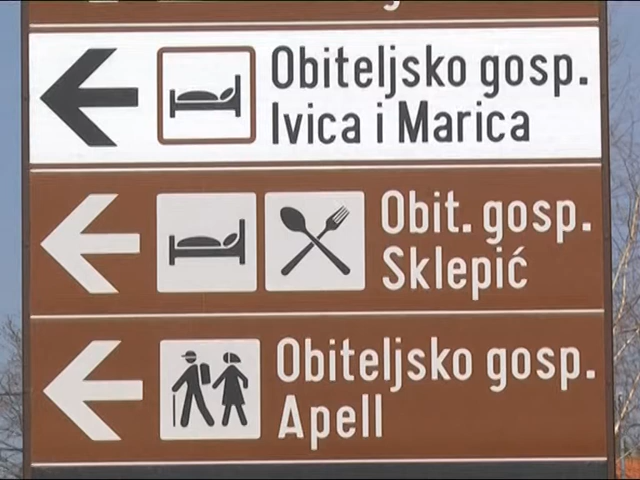 Obiteljsko gosp.
Ivica i Marica
Obit. gosp.
Sklepić
Obiteljsko gosp.
Apell